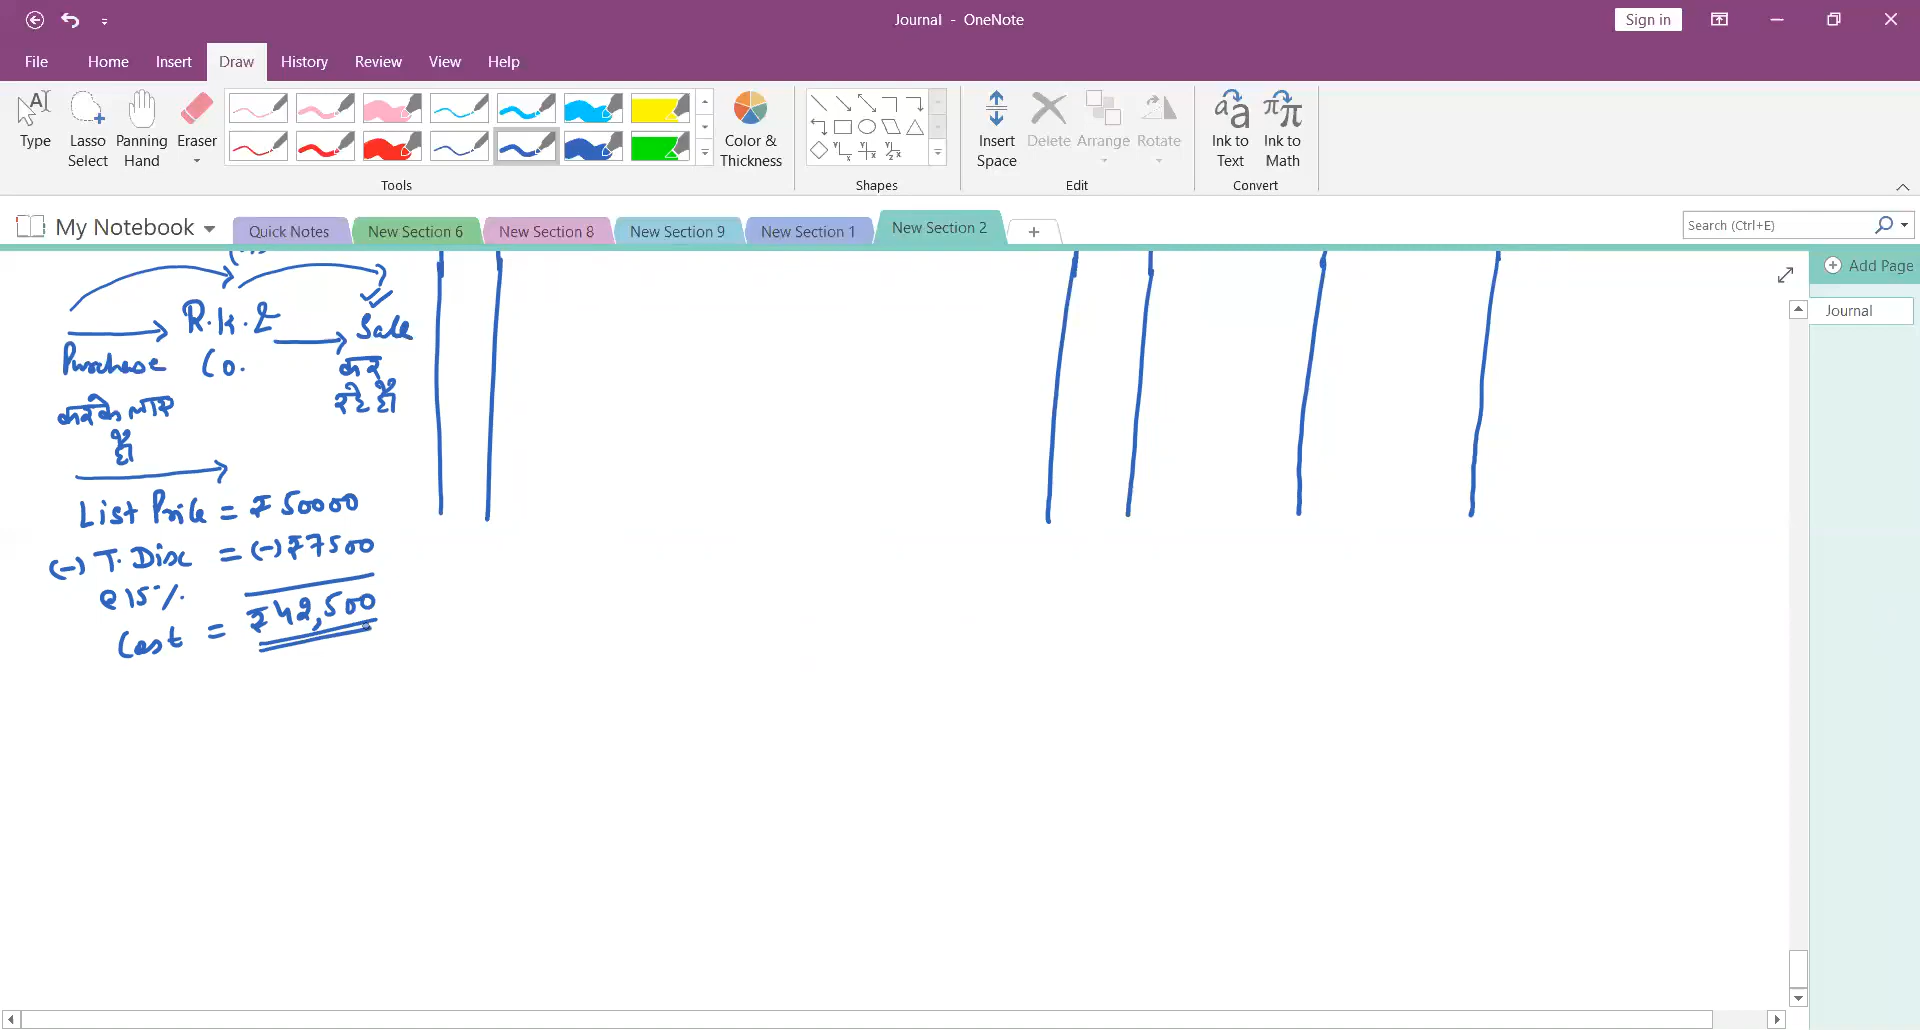 Journal - OneNote
Sign in
File Home Insert Draw History Review View Help
Type
Lasso Select
Panning Hand
Eraser
Color & Thickness
Insert Space
Delete
Arrange
Rotate
Ink to Text
Ink to Math
Tools
Shapes
Edit
Convert
My Notebook
Quick Notes
New Section 6
New Section 8
New Section 9
New Section 1
New Section 2
Search (Ctrl+E)
Add Page
Journal
R.K. &
Sale
Purchase Co.
कर
रहे हैं
हैं
List Price = ₹ 50000
(-) T. Disc = (-) ₹7500
@15%
Cost = ₹42,500